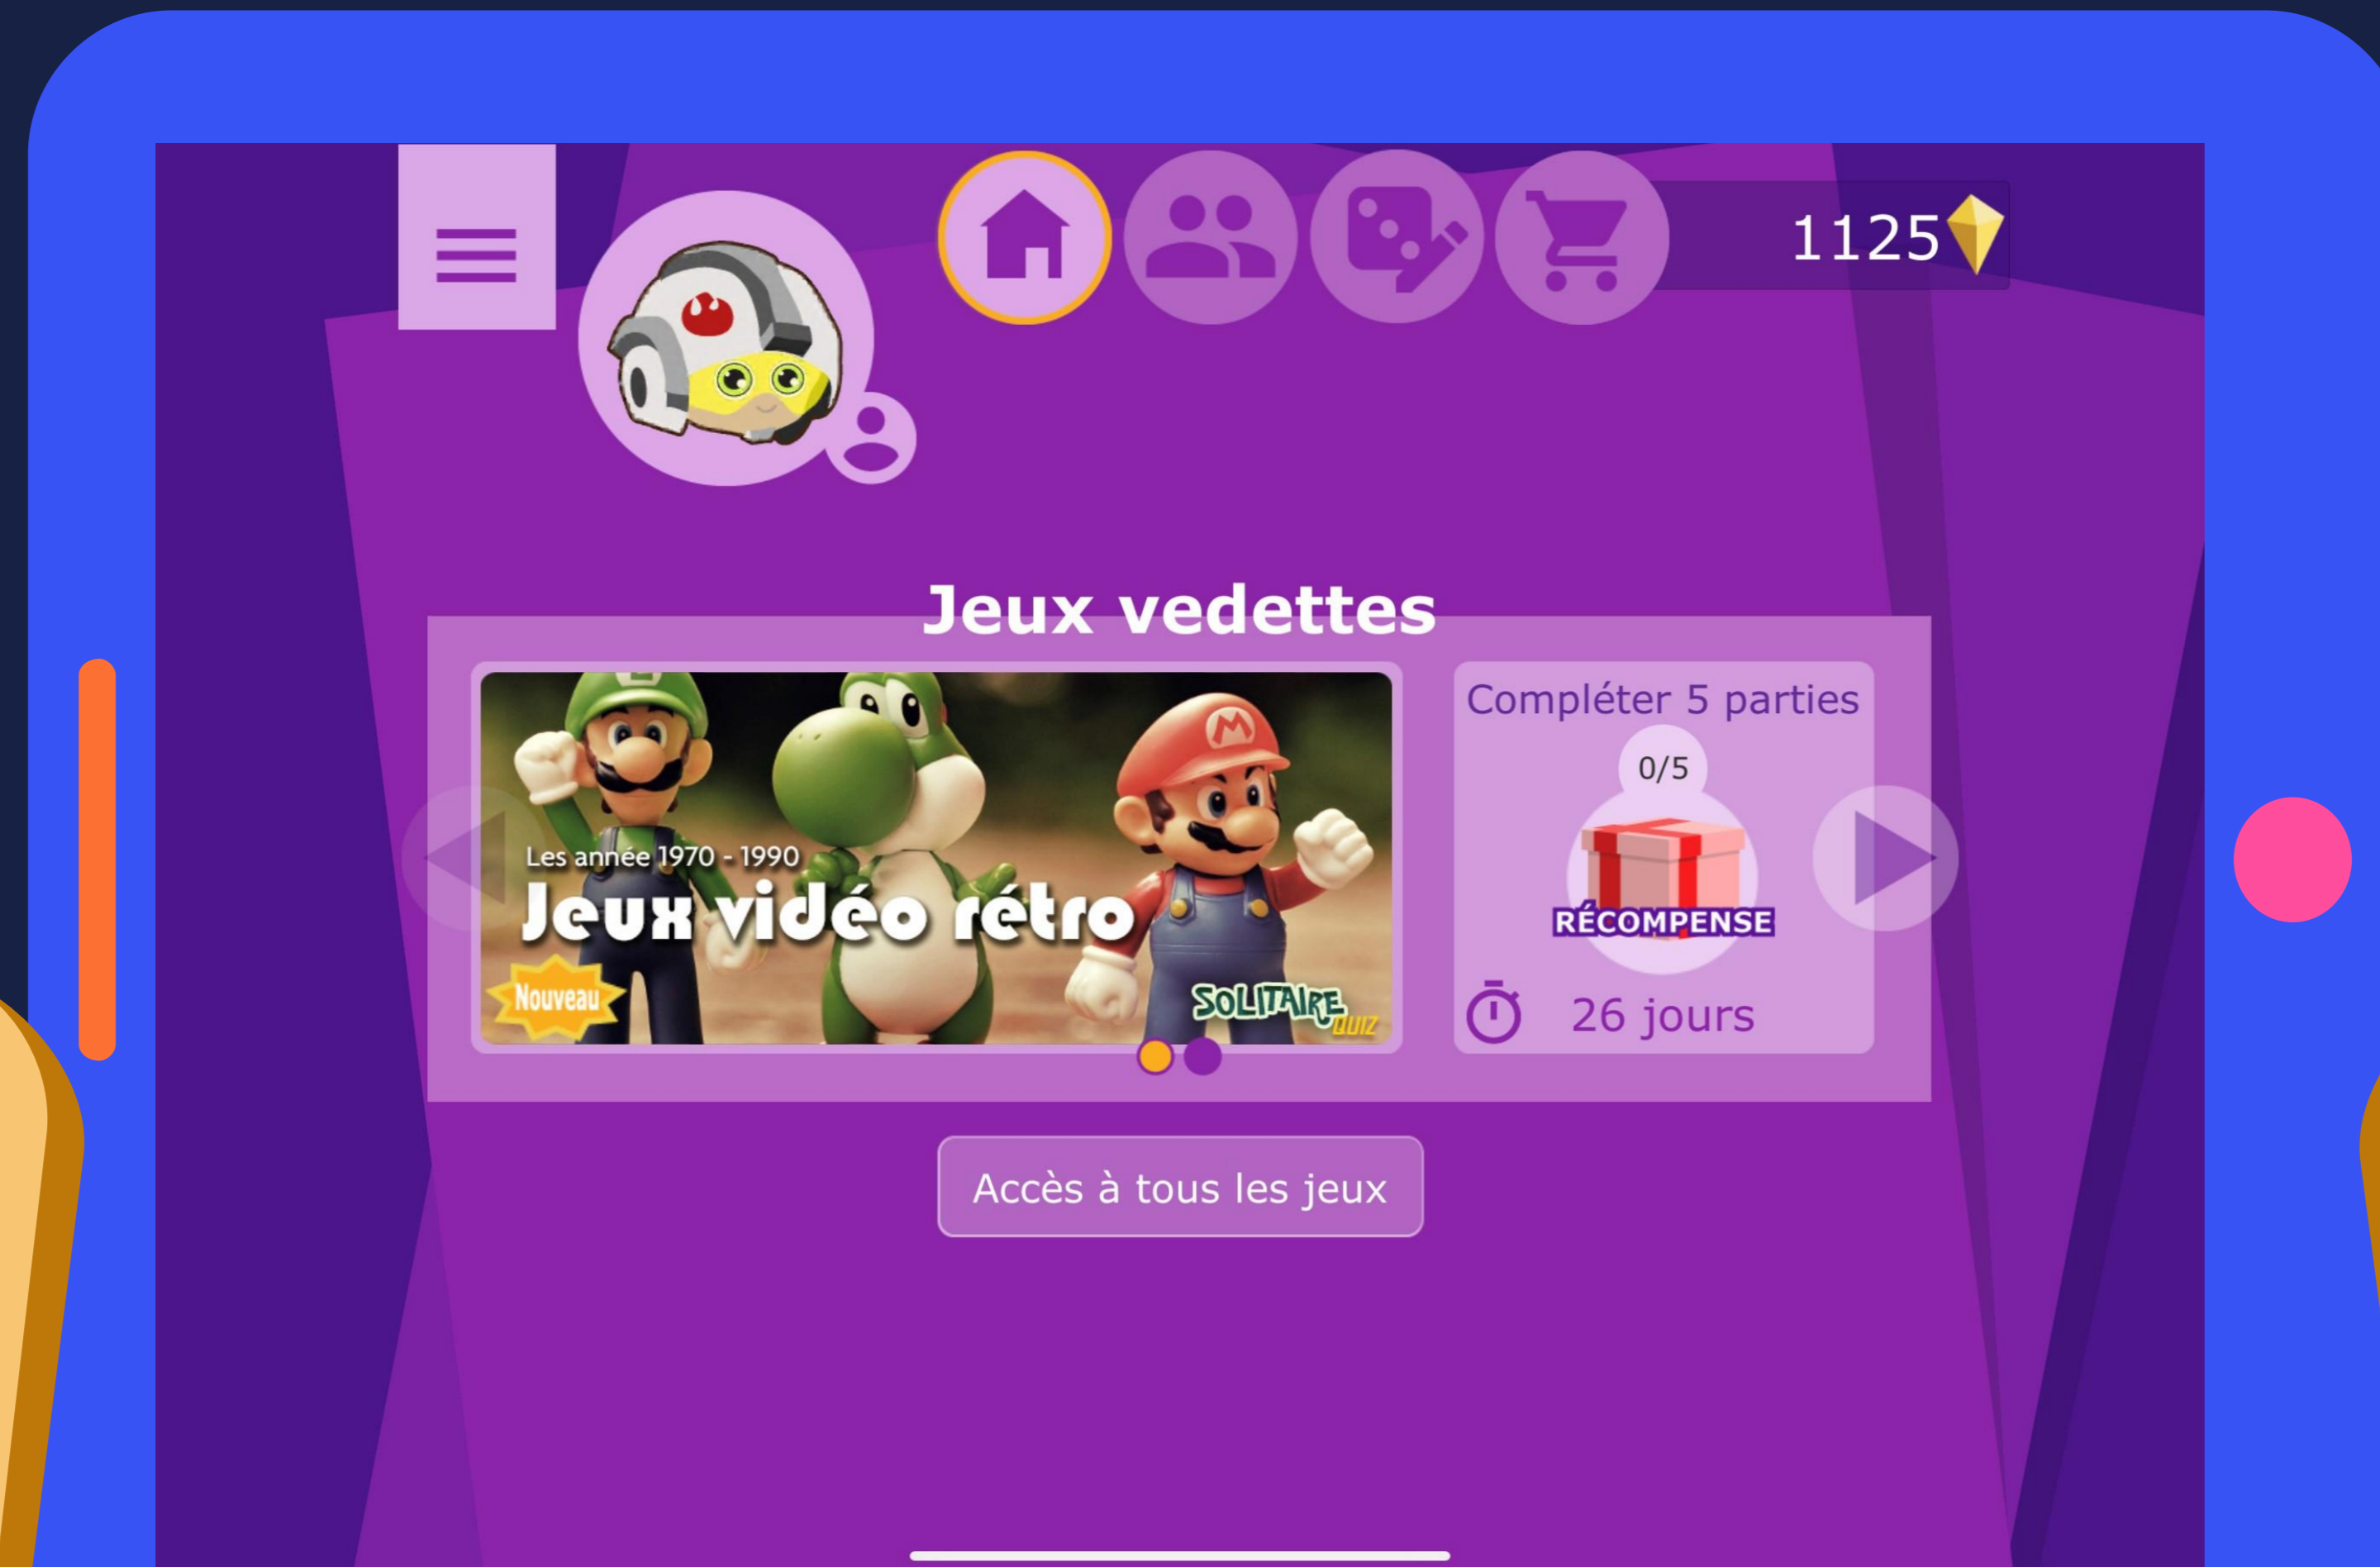 1125
Jeux vedettes
Les année 1970 - 1990
Jeux vidéo rétro
Nouveau
SOLITAIRE
QUIZ
Compléter 5 parties
0/5
RÉCOMPENSE
26 jours
Accès à tous les jeux